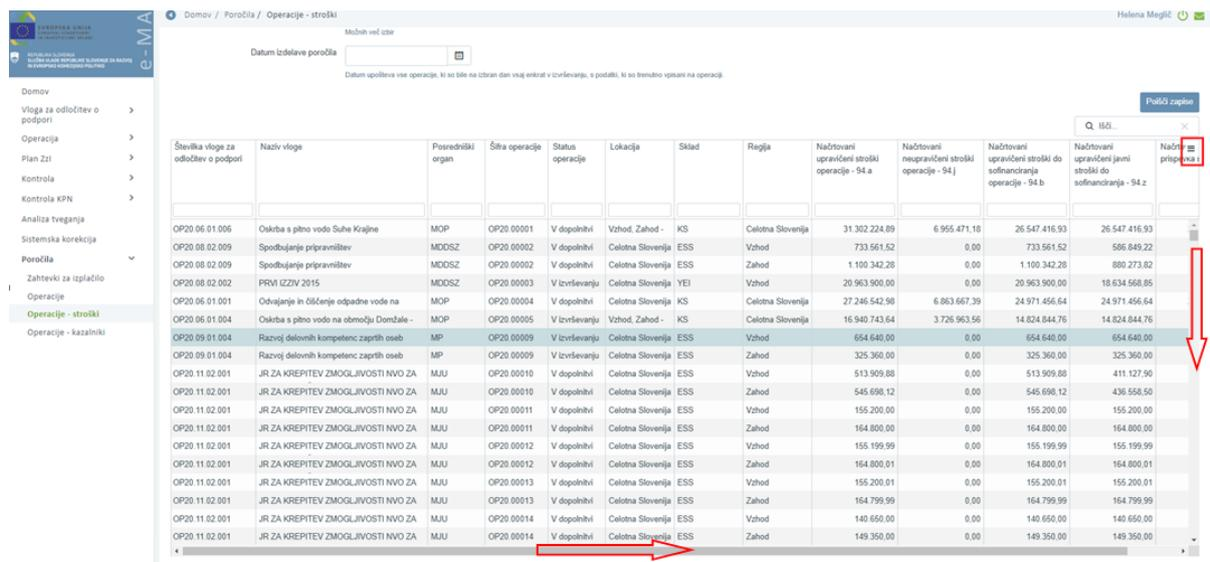 Domov / Poročila / Operacije - stroški
Helena Meglič
EVROPSKA UNIJA
e-MA
REPUBLIKA SLOVENIJA
SLUŽBA VLADE REPUBLIKE SLOVENIJE ZA RAZVOJ
IN EVROPSKO KOHEZIJSKO POLITIKO
Domov
Vloga za odločitev o
podpori
Operacija
Plan ZzI
Kontrola
Kontrola KPN
Analiza tveganja
Sistemska korekcija
Poročila
Zahtevki za izplačilo
Operacije
Operacije - stroški
Operacije - kazalniki
Možnih več izbir
Datum izdelave poročila
Datum upošteva vse operacije, ki so bile na izbran dan vsaj enkrat v izvrševanju, s podatki, ki so trenutno vpisani na operaciji.
Poišči zapise
Išči...
Številka vloge za odločitev o podpori Naziv vloge Posredniški organ Šifra operacije Status operacije Lokacija Sklad Regija Načrtovani upravičeni stroški operacije - 94.a Načrtovani neupravičeni stroški operacije - 94.j Načrtovani upravičeni stroški do sofinanciranja operacije - 94.b Načrtovani upravičeni javni stroški do sofinanciranja - 94.z
OP20.06.01.006 Oskrba s pitno vodo Suhe Krajine MOP OP20.00001 V dopolnitvi Vzhod, Zahod - KS Celotna Slovenija 31.302.224,89 6.955.471,18 26.547.416,93 26.547.416,93
OP20.08.02.009 Spodbujanje pripravništev MDDSZ OP20.00002 V dopolnitvi Celotna Slovenija ESS Vzhod 733.561,52 0,00 733.561,52 586.849,22
OP20.08.02.009 Spodbujanje pripravništev MDDSZ OP20.00002 V dopolnitvi Celotna Slovenija ESS Zahod 1.100.342,28 0,00 1.100.342,28 880.273,82
OP20.08.02.002 PRVI IZZIV 2015 MDDSZ OP20.00003 V izvrševanju Celotna Slovenija YEI Vzhod 20.963.900,00 0,00 20.963.900,00 18.634.568,85
OP20.06.01.001 Odvajanje in čiščenje odpadne vode na MOP OP20.00004 V dopolnitvi Celotna Slovenija KS Celotna Slovenija 27.246.542,98 6.863.667,39 24.971.456,64 24.971.456,64
OP20.06.01.004 Oskrba s pitno vodo na območju Domžale - MOP OP20.00005 V izvrševanju Vzhod, Zahod - KS Celotna Slovenija 16.940.743,64 3.726.963,56 14.824.844,76 14.824.844,76
OP20.09.01.004 Razvoj delovnih kompetenc zaprtih oseb MP OP20.00009 V izvrševanju Celotna Slovenija ESS Vzhod 654.640,00 0,00 654.640,00 654.640,00
OP20.09.01.004 Razvoj delovnih kompetenc zaprtih oseb MP OP20.00009 V izvrševanju Celotna Slovenija ESS Zahod 325.360,00 0,00 325.360,00 325.360,00
OP20.11.02.001 JR ZA KREPITEV ZMOGLJIVOSTI NVO ZA MJU OP20.00010 V dopolnitvi Celotna Slovenija ESS Vzhod 513.909,88 0,00 513.909,88 411.127,90
OP20.11.02.001 JR ZA KREPITEV ZMOGLJIVOSTI NVO ZA MJU OP20.00010 V dopolnitvi Celotna Slovenija ESS Zahod 545.698,12 0,00 545.698,12 436.558,50
OP20.11.02.001 JR ZA KREPITEV ZMOGLJIVOSTI NVO ZA MJU OP20.00011 V dopolnitvi Celotna Slovenija ESS Vzhod 155.200,00 0,00 155.200,00 155.200,00
OP20.11.02.001 JR ZA KREPITEV ZMOGLJIVOSTI NVO ZA MJU OP20.00011 V dopolnitvi Celotna Slovenija ESS Zahod 164.800,00 0,00 164.800,00 164.800,00
OP20.11.02.001 JR ZA KREPITEV ZMOGLJIVOSTI NVO ZA MJU OP20.00012 V dopolnitvi Celotna Slovenija ESS Vzhod 155.199,99 0,00 155.199,99 155.199,99
OP20.11.02.001 JR ZA KREPITEV ZMOGLJIVOSTI NVO ZA MJU OP20.00012 V dopolnitvi Celotna Slovenija ESS Zahod 164.800,01 0,00 164.800,01 164.800,01
OP20.11.02.001 JR ZA KREPITEV ZMOGLJIVOSTI NVO ZA MJU OP20.00013 V dopolnitvi Celotna Slovenija ESS Vzhod 155.200,01 0,00 155.200,01 155.200,01
OP20.11.02.001 JR ZA KREPITEV ZMOGLJIVOSTI NVO ZA MJU OP20.00013 V dopolnitvi Celotna Slovenija ESS Zahod 164.799,99 0,00 164.799,99 164.799,99
OP20.11.02.001 JR ZA KREPITEV ZMOGLJIVOSTI NVO ZA MJU OP20.00014 V dopolnitvi Celotna Slovenija ESS Vzhod 140.650,00 0,00 140.650,00 140.650,00
OP20.11.02.001 JR ZA KREPITEV ZMOGLJIVOSTI NVO ZA MJU OP20.00014 V dopolnitvi Celotna Slovenija ESS Zahod 149.350,00 0,00 149.350,00 149.350,00